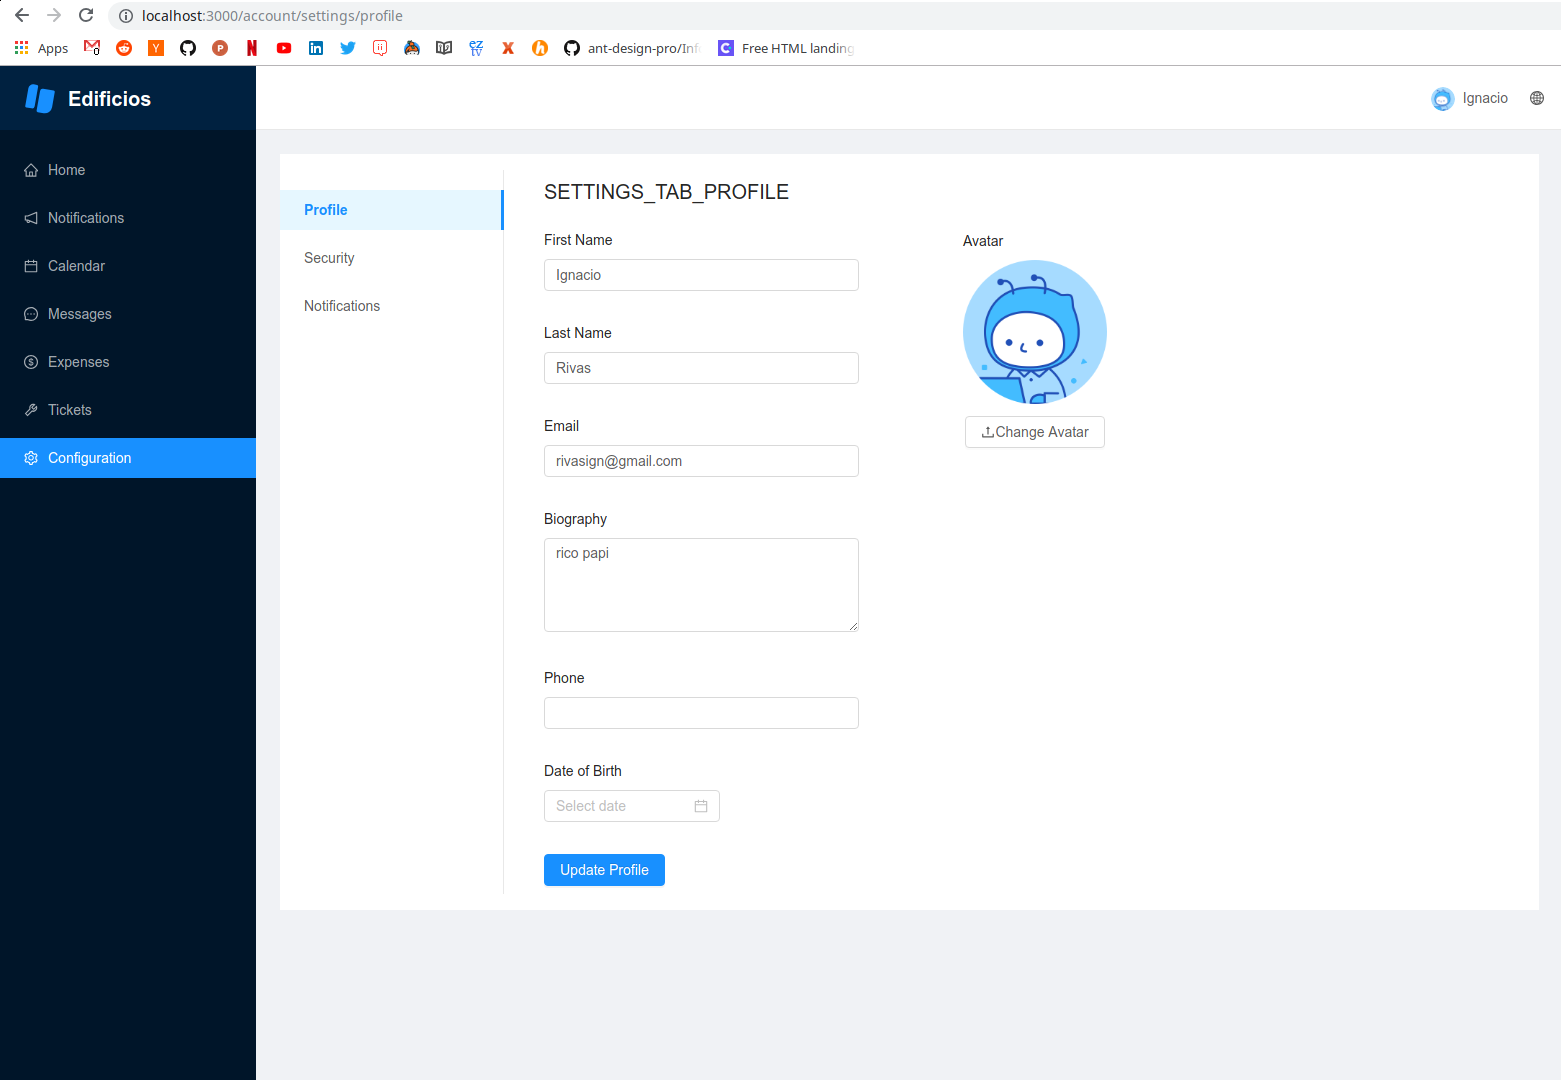 localhost:3000/account/settings/profile
Apps
ant-design-pro/Inf
Free HTML landing
Edificios
Ignacio
Home
Notifications
Calendar
Messages
Expenses
Tickets
Configuration
Profile
Security
Notifications
SETTINGS_TAB_PROFILE
First Name
Ignacio
Last Name
Rivas
Email
rivasign@gmail.com
Biography
rico papi
Phone
Date of Birth
Select date
Update Profile
Avatar
Change Avatar